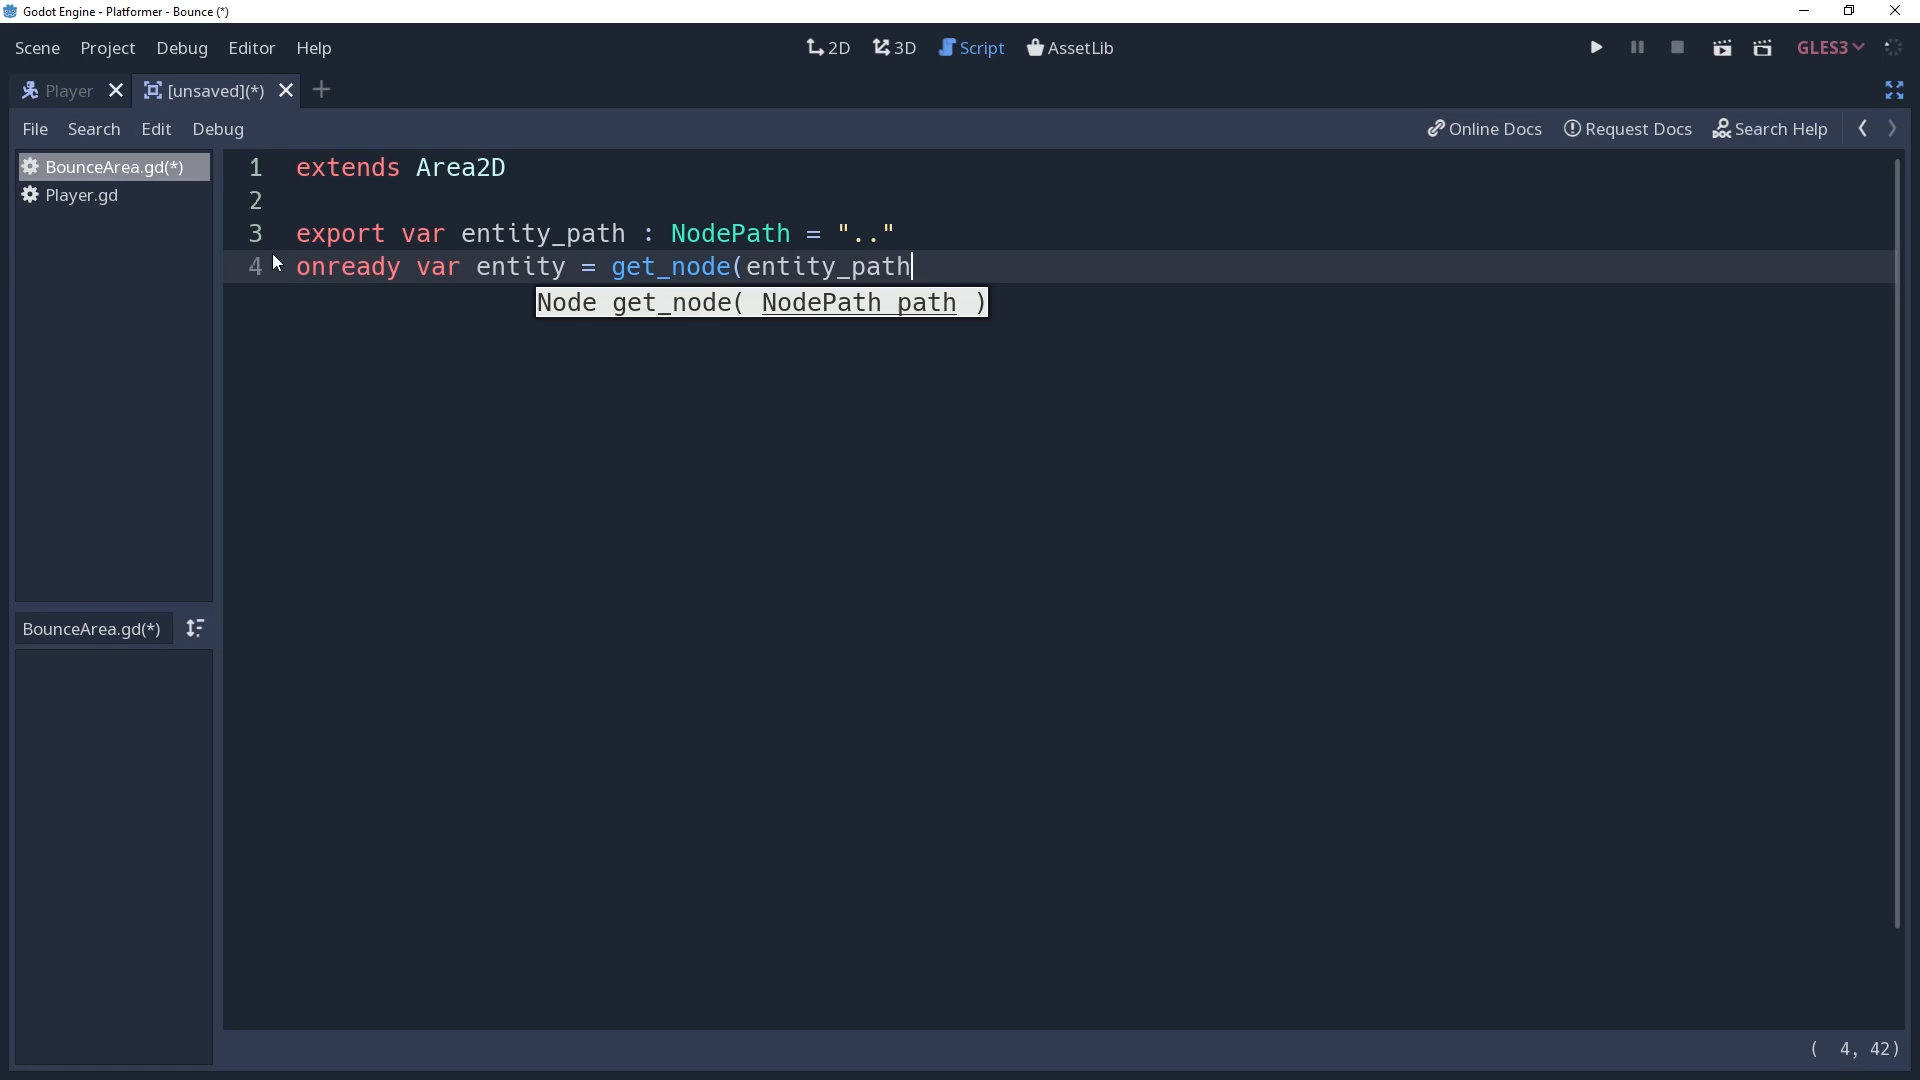 Godot Engine - Platformer - Bounce (*)
Scene Project Debug Editor Help 2D 3D Script AssetLib GLES3
Player [unsaved](*)
File Search Edit Debug Online Docs Request Docs Search Help
BounceArea.gd(*)
Player.gd
1 extends Area2D
2
3 export var entity_path : NodePath = ".."
4 onready var entity = get_node(entity_path
Node get_node( NodePath path )
BounceArea.gd(*)
( 4, 42)